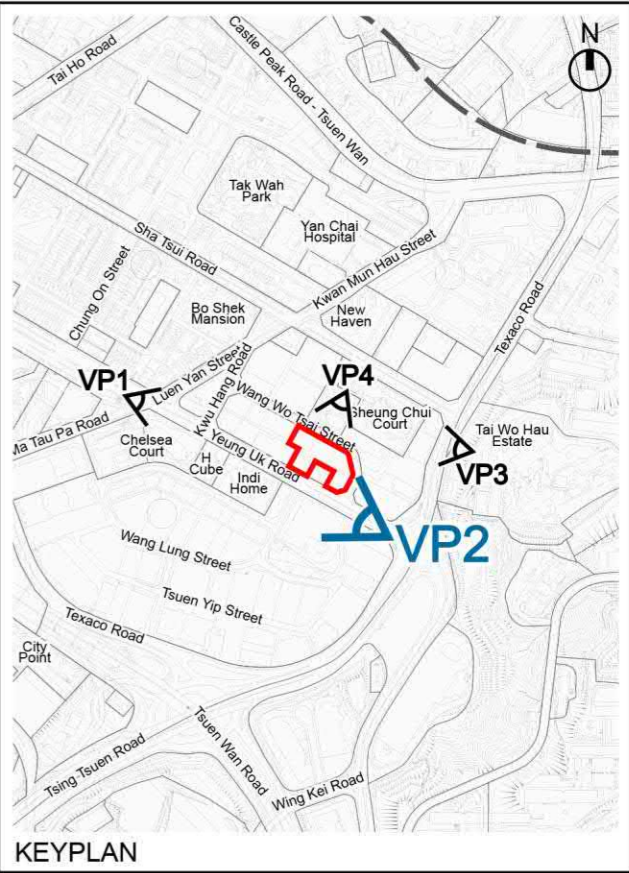 N
Tai Ho Road
Castle Peak Road - Tsuen Wan
Tak Wah
Park
Yan Chai
Hospital
Sha Tsui Road
Kwan Mun Hau Street
Chung On Street
Bo Shek
Mansion
New
Haven
Texaco Road
VP1
Luen Yan Street
Kwu Hang Road
VP4
Wang Wo Tsai Street
Sheung Chui
Court
Tai Wo Hau
Estate
VP3
Ma Tau Pa Road
Chelsea
Court
Yeung Uk Road
H
Cube
Indi
Home
VP2
Wang Lung Street
Tsuen Yip Street
Texaco Road
City
Point
Tsuen Wan Road
Tsing Tsuen Road
Wing Kei Road
KEYPLAN